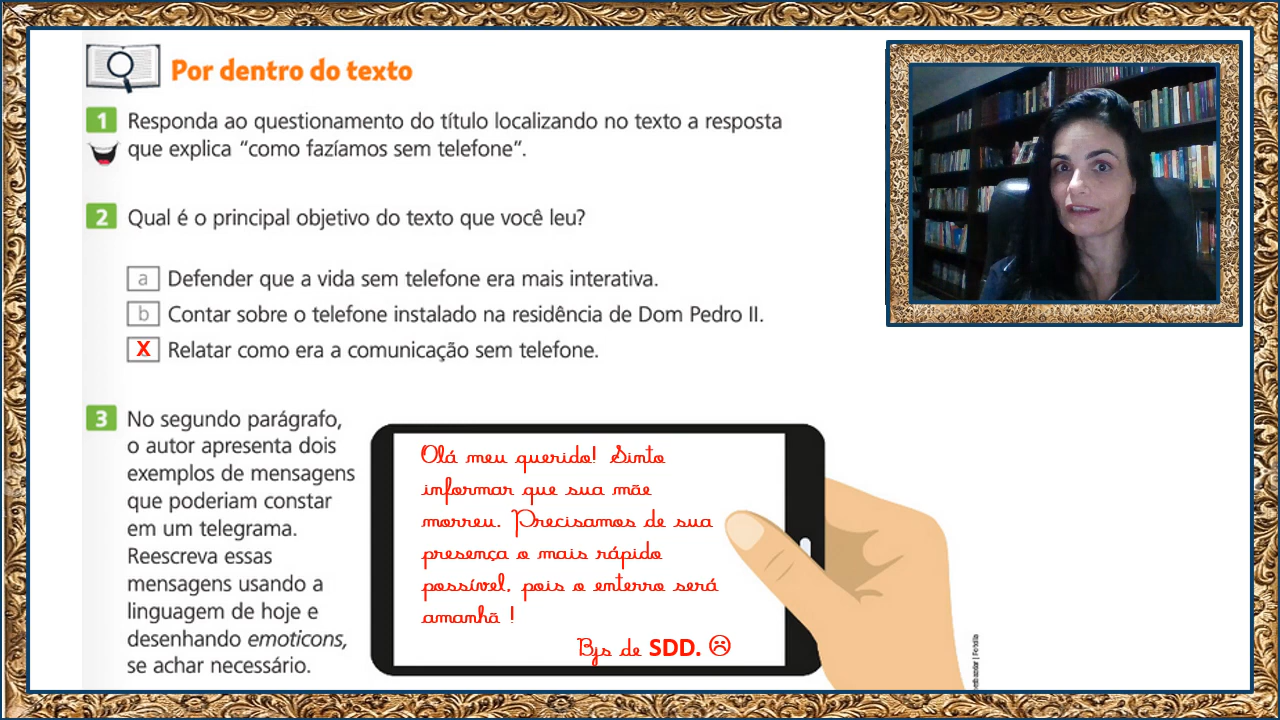 Por dentro do texto
1 Responda ao questionamento do título localizando no texto a resposta
que explica “como fazíamos sem telefone”.
2 Qual é o principal objetivo do texto que você leu?
a Defender que a vida sem telefone era mais interativa.
b Contar sobre o telefone instalado na residência de Dom Pedro II.
X Relatar como era a comunicação sem telefone.
3 No segundo parágrafo,
o autor apresenta dois
exemplos de mensagens
que poderiam constar
em um telegrama.
Reescreva essas
mensagens usando a
linguagem de hoje e
desenhando emoticons,
se achar necessário.
Olá meu querido! Sinto
informar que sua mãe
morreu. Precisamos de sua
presença o mais rápido
possível, pois o enterro será
amanhã !
Bjs de SDD. ☹
| Fotolia